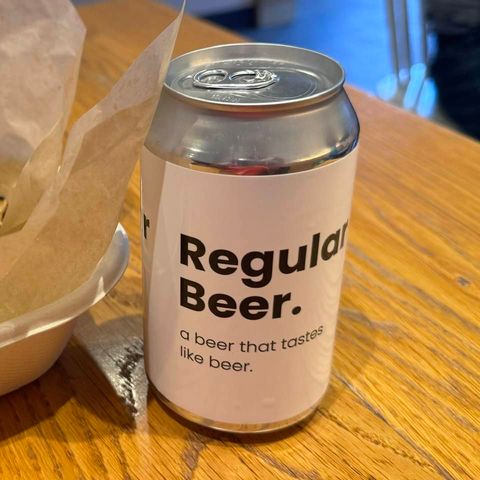 Regular
Beer.
a beer that tastes
like beer.